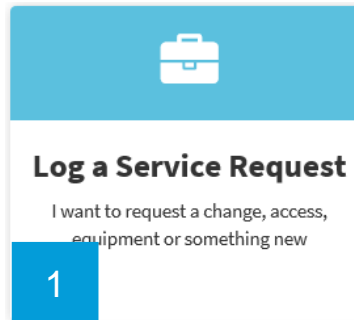 Log a Service Request
I want to request a change, access,
equipment or something new
1